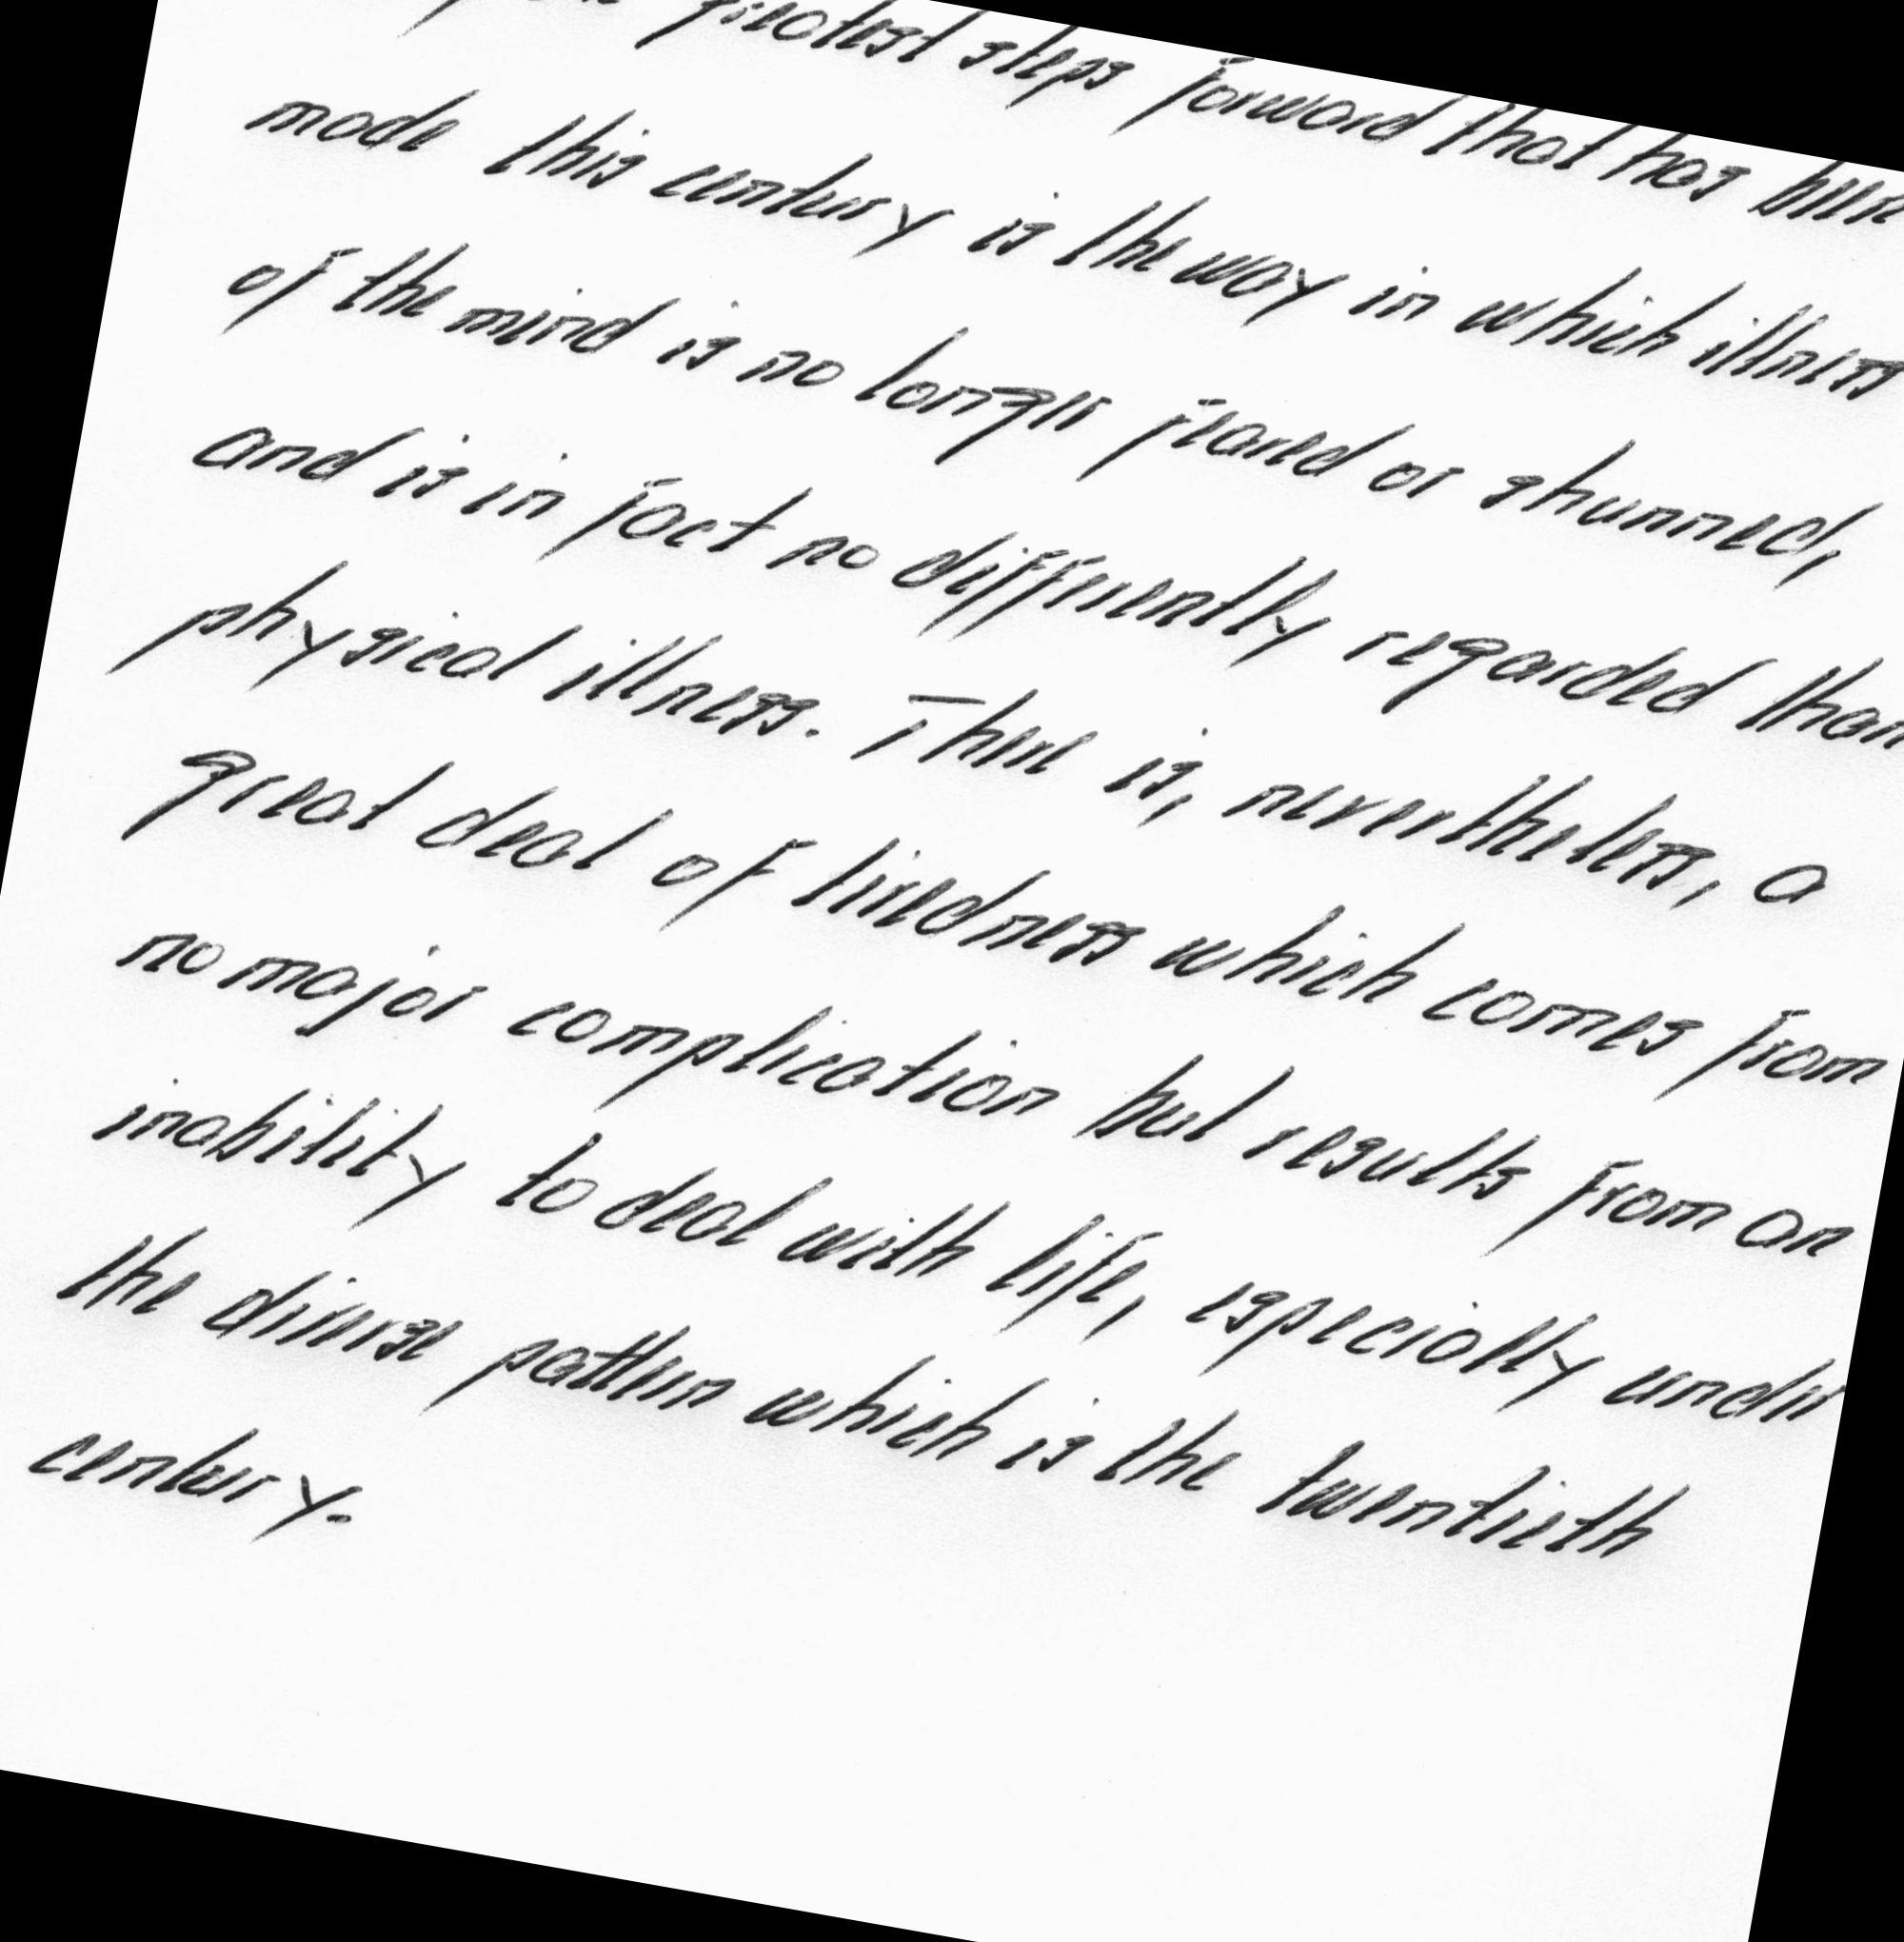 greatest steps forward that has been
made this century is the way in which illness
of the mind is no longer feared or shunned,
and is in fact no differently regarded than
physical illness. There is, nevertheless, a
great deal of tiredness which comes from
no major complication but results from an
inability to deal with life, especially under
the diverse pattern which is the twentieth
century.